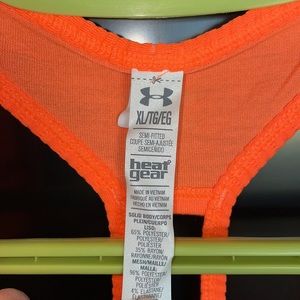 XL/TG/EG
SEMI-FITTED
COUPE SEMI-AJUSTÉE
SEMICEÑIDO
heat
gear
MADE IN VIETNAM
FABRIQUÉ AU VIETNAM
HECHO EN VIETNAM
SOLID BODY/CORPS
PLEIN/CUERPO
LISO:
65% POLYESTER/
POLYESTER/
POLIÉSTER
35% RAYON/
RAYONNE/RAYÓN
MESH/MAILLE/
MALLA:
96% POLYESTER/
POLYESTER/
POLIÉSTER
4% ELASTANE/